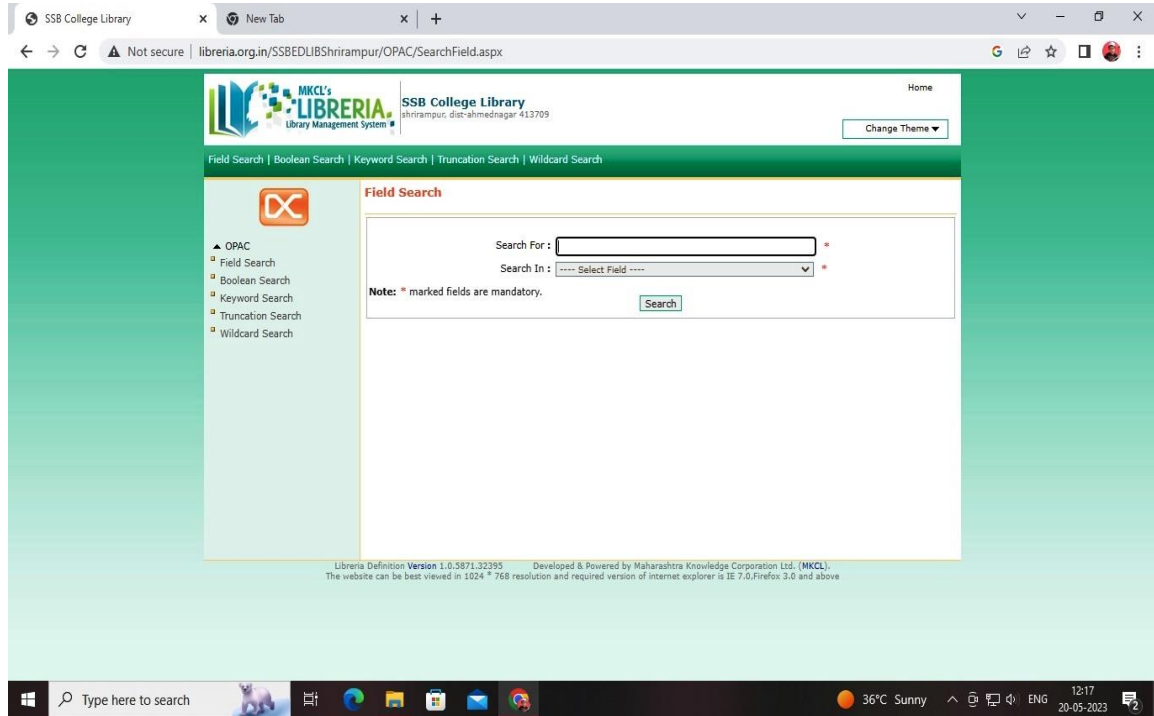 SSB College Library
New Tab
Not secure | libreria.org.in/SSBEDLIBShrirampur/OPAC/SearchField.aspx
MKCL's
LIBRERIA
Library Management System
SSB College Library
shrirampur, dist-ahmednagar 413709
Home
Change Theme
Field Search | Boolean Search | Keyword Search | Truncation Search | Wildcard Search
OPAC
Field Search
Boolean Search
Keyword Search
Truncation Search
Wildcard Search
Field Search
Search For :
*
Search In :
---- Select Field ----
*
Note: * marked fields are mandatory.
Search
Libreria Definition Version 1.0.5871.32395 Developed & Powered by Maharashtra Knowledge Corporation Ltd. (MKCL).
The website can be best viewed in 1024 * 768 resolution and required version of internet explorer is IE 7.0,Firefox 3.0 and above
Type here to search
36°C Sunny
ENG
12:17
20-05-2023
2